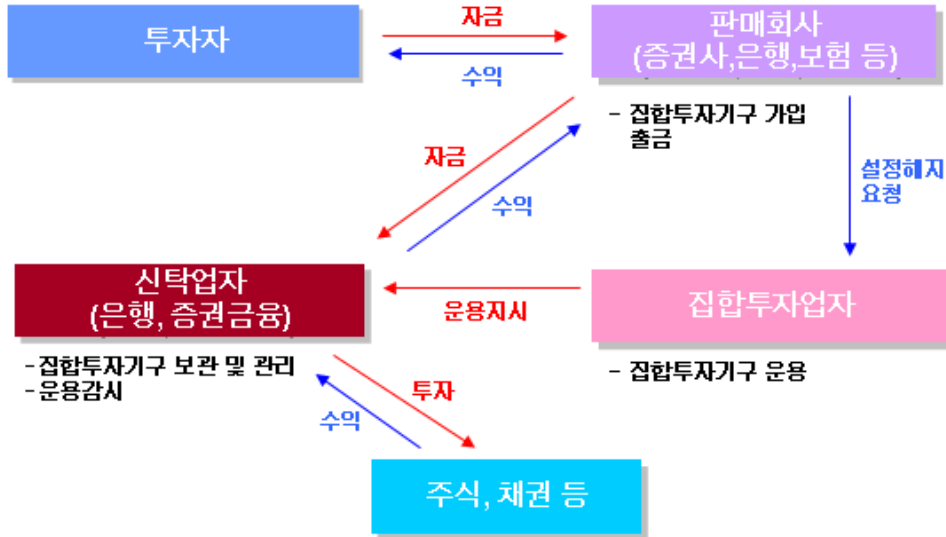 투자자
자금
수익
판매회사
(증권사,은행,보험 등)
- 집합투자기구 가입
출금
자금
수익
설정해지
요청
신탁업자
(은행, 증권금융)
운용지시
집합투자업자
-집합투자기구 보관 및 관리
-운용감시
- 집합투자기구 운용
투자
수익
주식, 채권 등